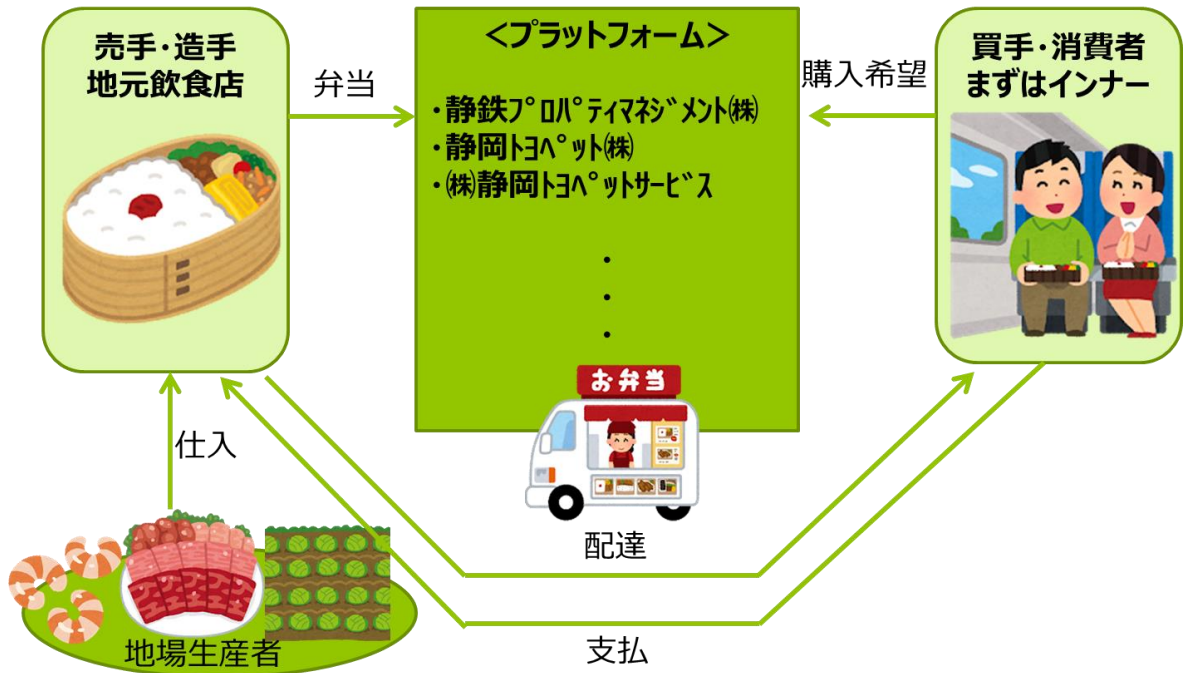 売手・造手
地元飲食店
弁当
<プラットフォーム>
・静鉄ﾌﾟﾛﾊﾟﾃｨﾏﾈｼﾞﾒﾝﾄ㈱
・静岡ﾄﾖﾍﾟｯﾄ㈱
・㈱静岡ﾄﾖﾍﾟｯﾄｻｰﾋﾞｽ
・
・
・
購入希望
買手・消費者
まずはインナー
お弁当
仕入
配達
地場生産者
支払